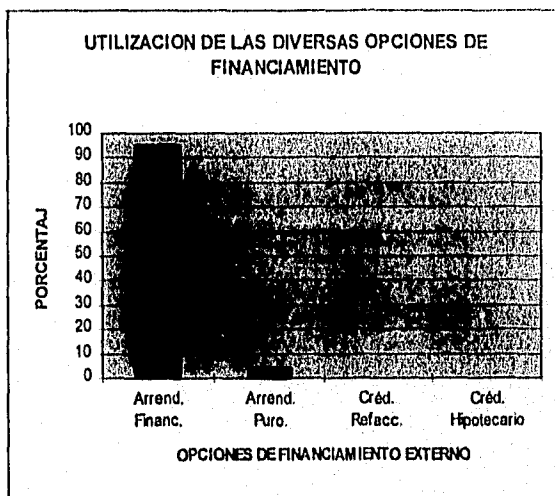 UTILIZACION DE LAS DIVERSAS OPCIONES DE
FINANCIAMIENTO
PORCENTAJ
100
90
80
70
60
50
40
30
20
10
0
Arrend. Financ.
Arrend. Puro.
Créd. Refacc.
Créd. Hipotecario
OPCIONES DE FINANCIAMIENTO EXTERNO